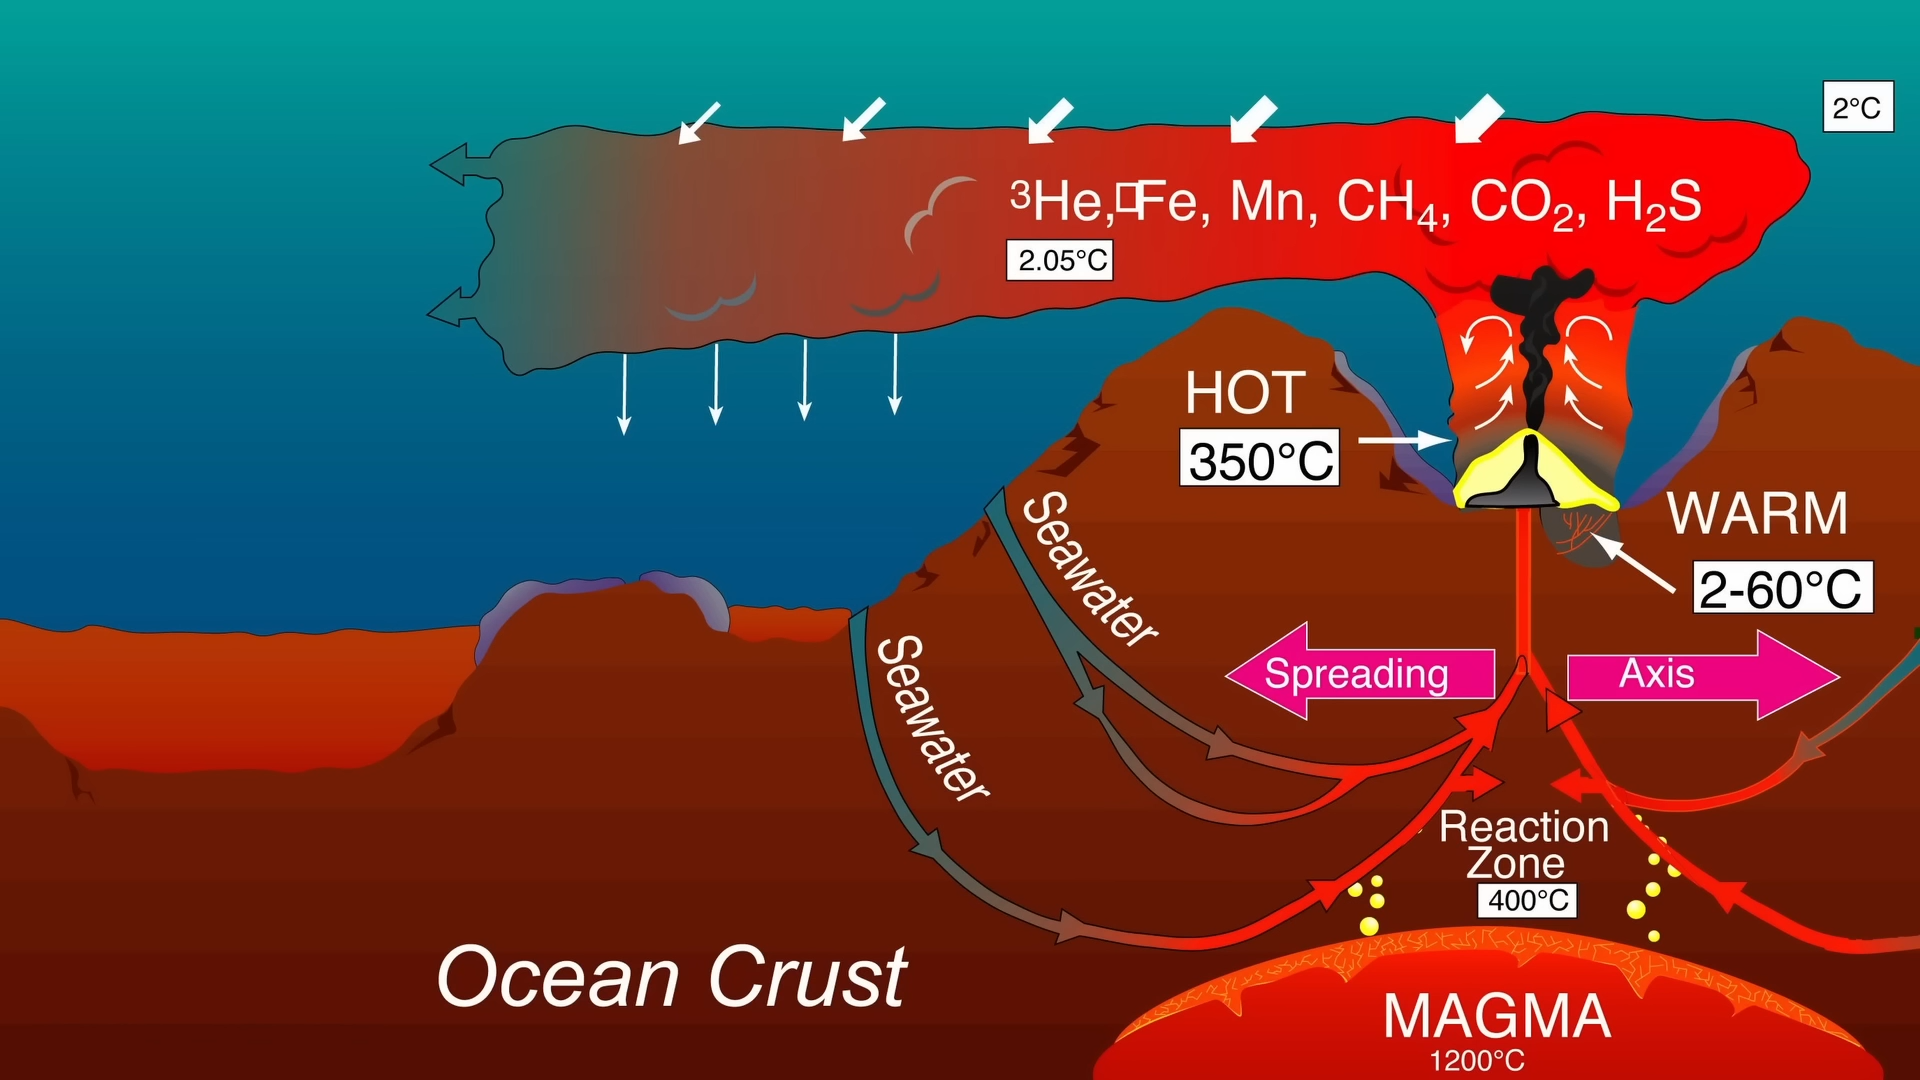 2°C
³He,□Fe, Mn, CH₄, CO₂, H₂S
2.05°C
HOT
350°C
WARM
2-60°C
Seawater
Seawater
Spreading
Axis
Reaction
Zone
400°C
Ocean Crust
MAGMA
1200°C